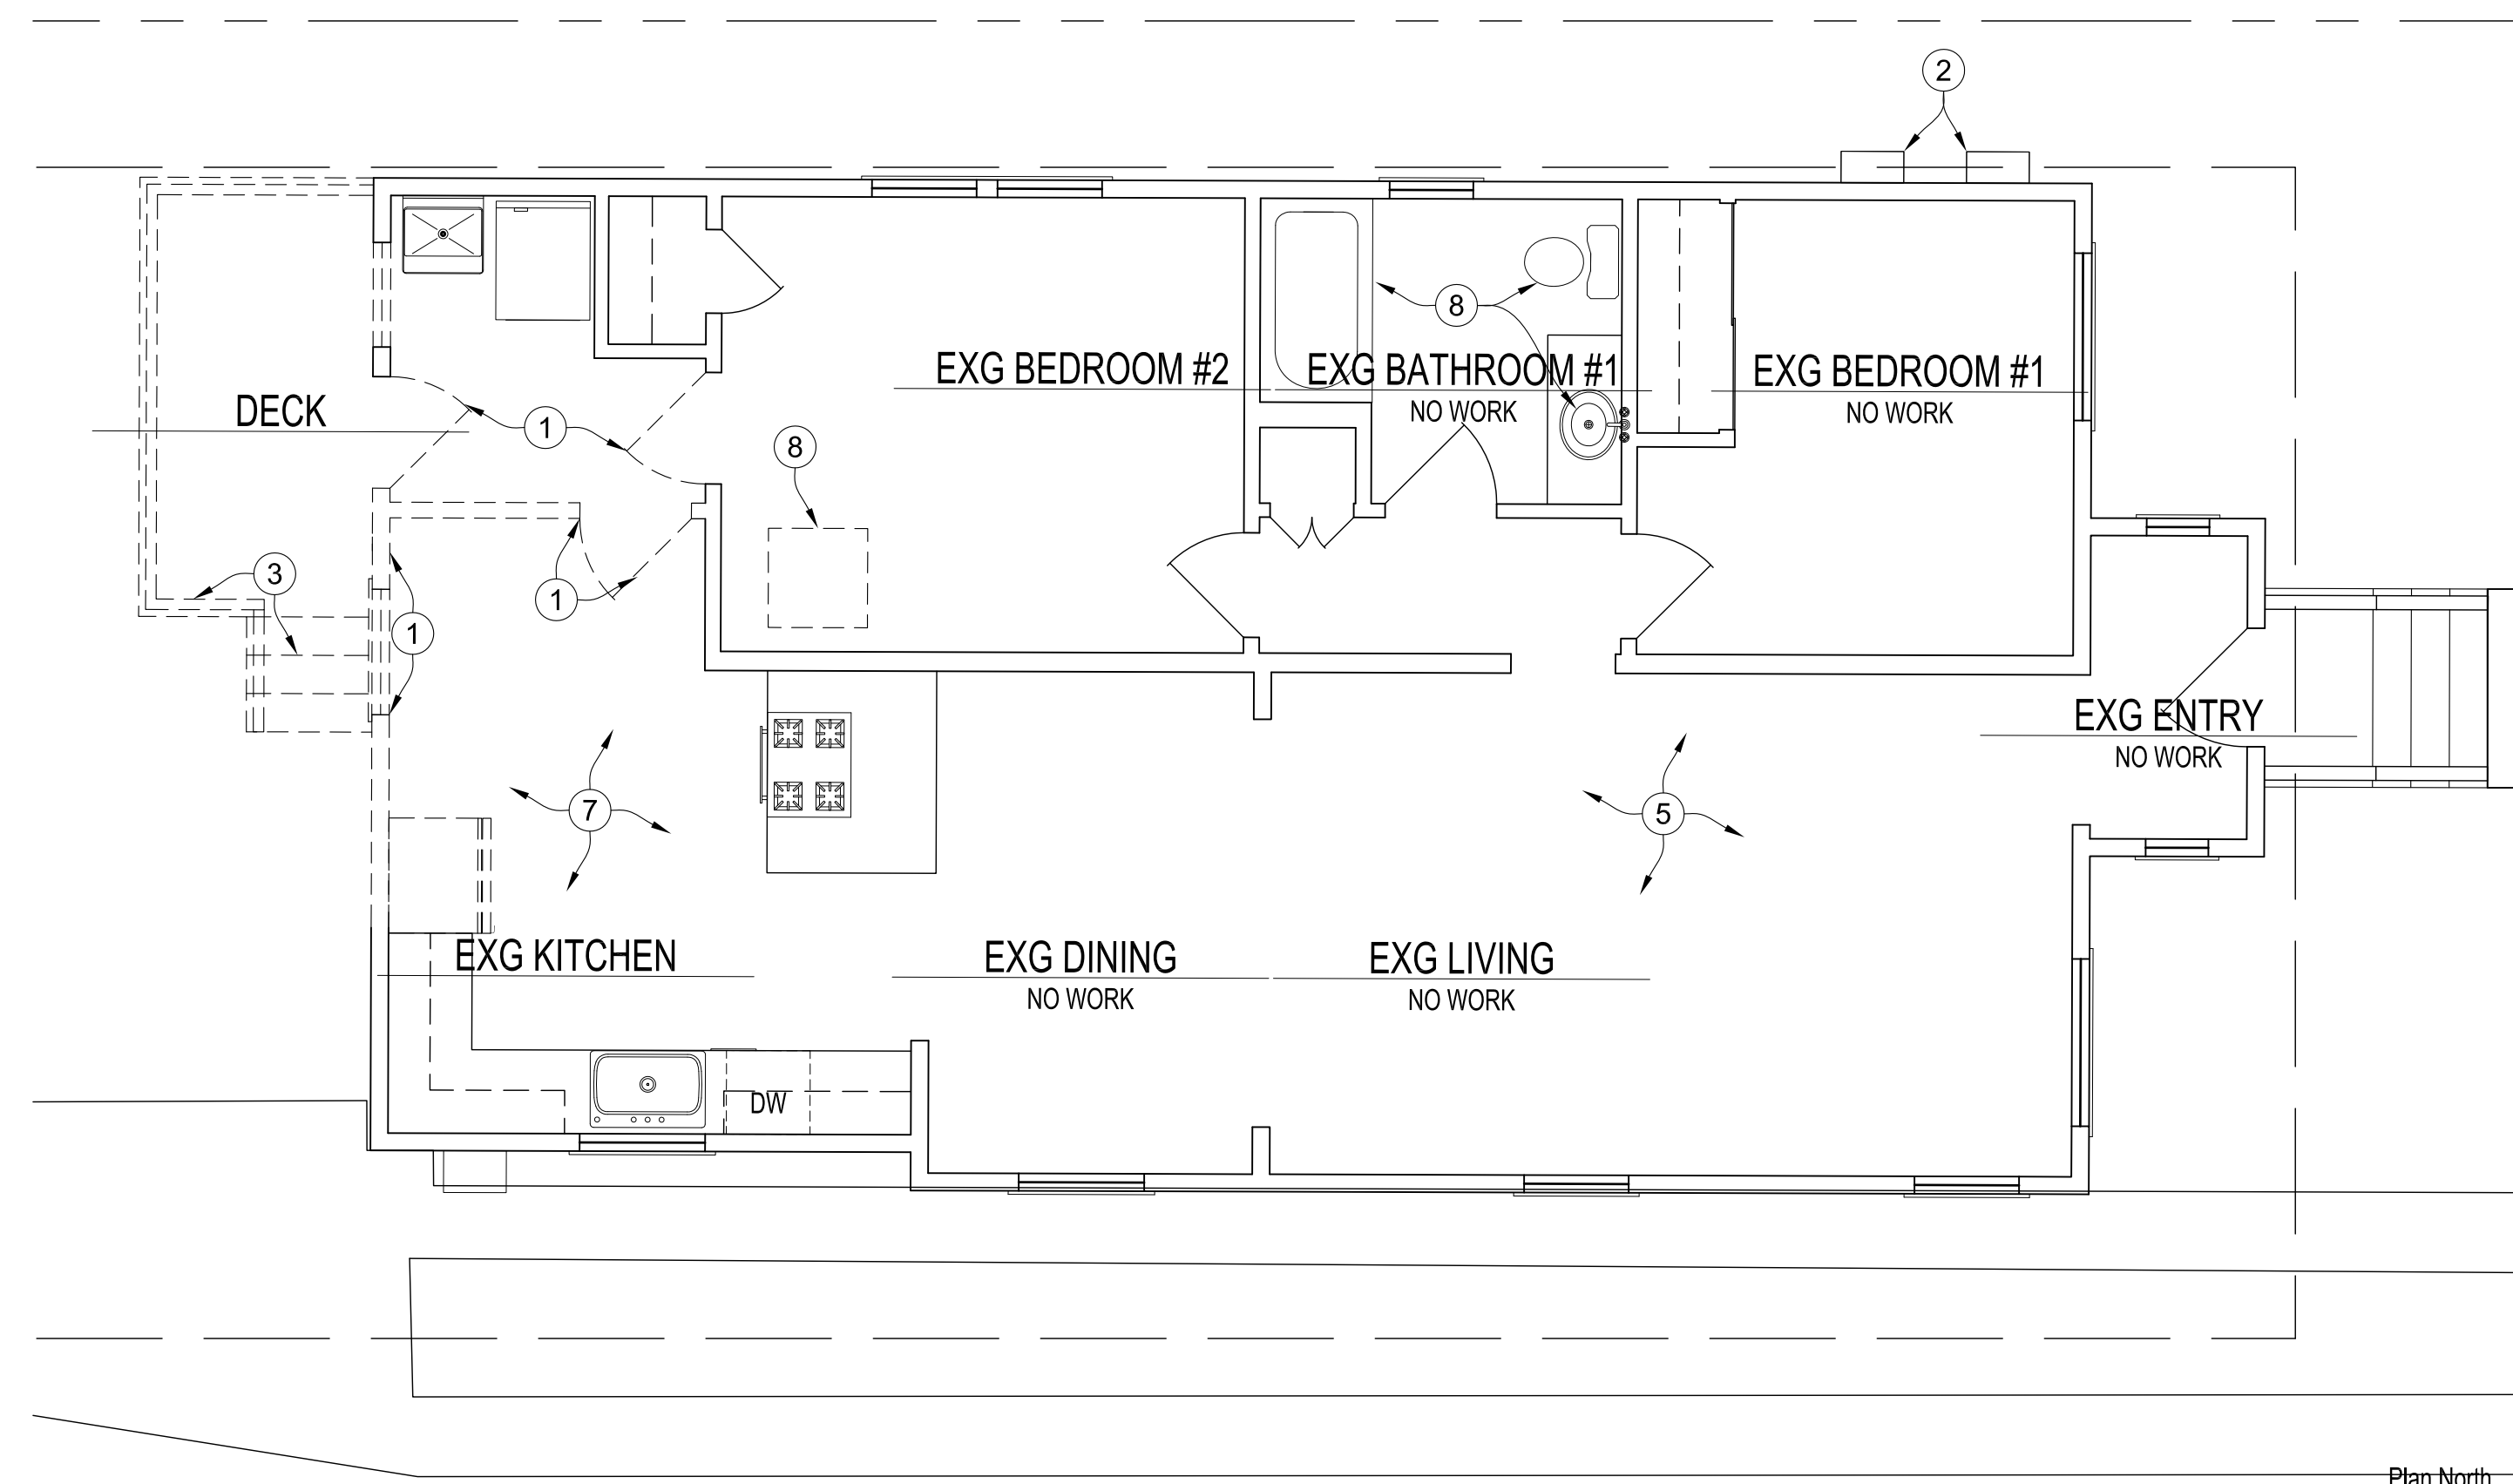 2
8
EXG BEDROOM #2
EXG BATHROOM #1
NO WORK
EXG BEDROOM #1
NO WORK
DECK
1
8
3
1
1
EXG ENTRY
NO WORK
7
5
EXG KITCHEN
EXG DINING
NO WORK
EXG LIVING
NO WORK
DW
Plan North